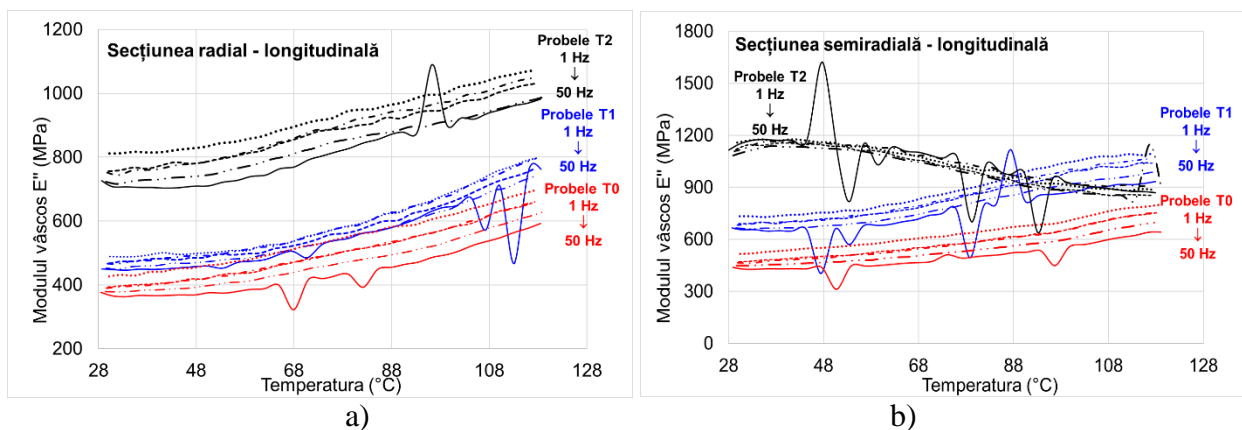 Secțiunea radial - longitudinală
Probele T2
1 Hz
↓
50 Hz
Probele T1
1 Hz
↓
50 Hz
Probele T0
1 Hz
↓
50 Hz
Modulul vâscos E" (MPa)
1200
1000
800
600
400
200
28
48
68
88
108
128
Temperatura (°C)
a)
Secțiunea semiradială - longitudinală
Probele T2
1 Hz
↓
50 Hz
Probele T1
1 Hz
↓
50 Hz
Probele T0
1 Hz
↓
50 Hz
Modulul vâscos E" (MPa)
1800
1500
1200
900
600
300
0
28
48
68
88
108
128
Temperatura (°C)
b)